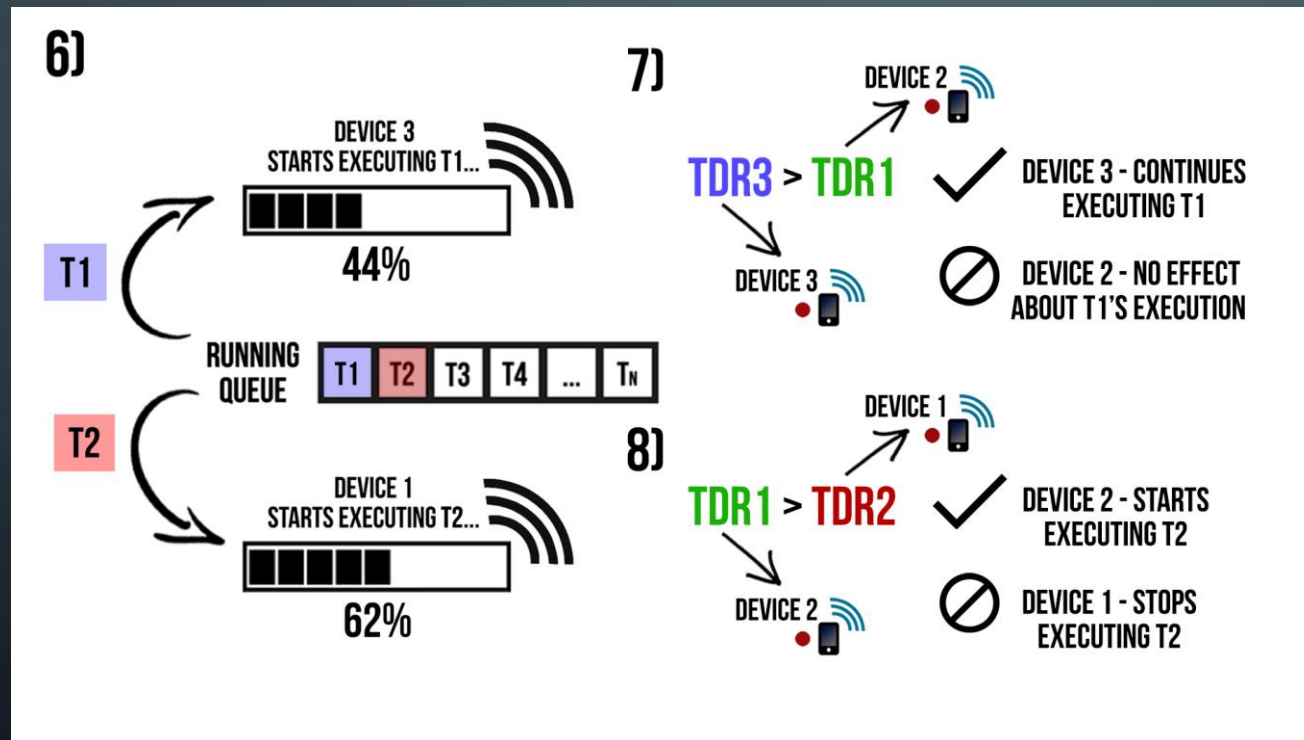 6)
DEVICE 3
STARTS EXECUTING T1...
44%
T1
RUNNING
QUEUE
T1 T2 T3 T4 ... TN
T2
DEVICE 1
STARTS EXECUTING T2...
62%
7)
DEVICE 2
TDR3 > TDR1
DEVICE 3
DEVICE 3 - CONTINUES
EXECUTING T1
DEVICE 2 - NO EFFECT
ABOUT T1'S EXECUTION
8)
DEVICE 1
TDR1 > TDR2
DEVICE 2
DEVICE 2 - STARTS
EXECUTING T2
DEVICE 1 - STOPS
EXECUTING T2